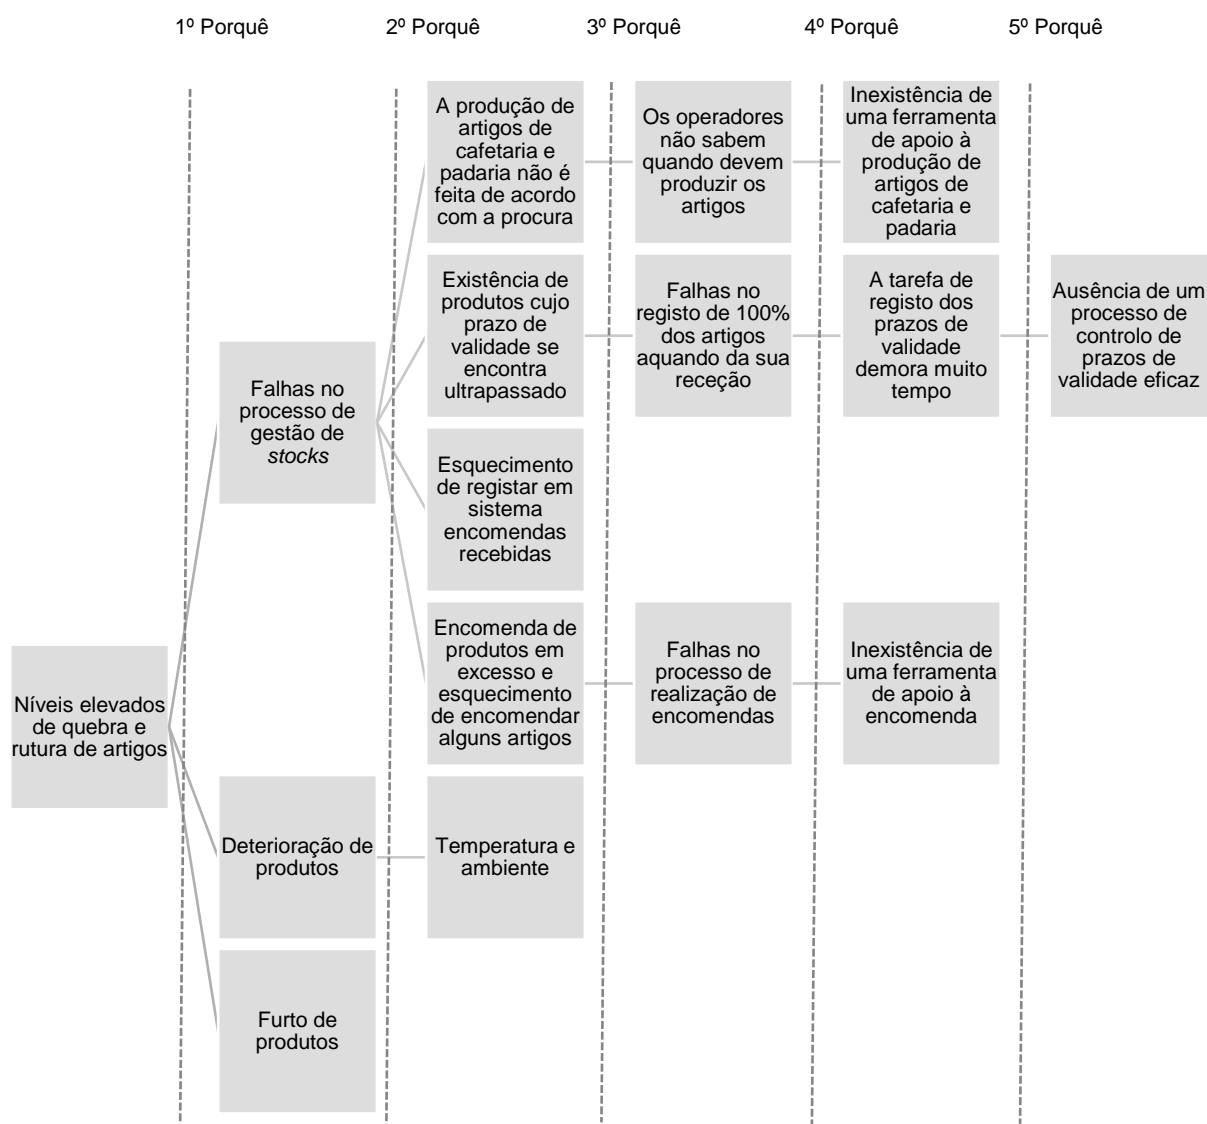 1º Porquê
2º Porquê
3º Porquê
4º Porquê
5º Porquê
Níveis elevados
de quebra e
rutura de artigos
Falhas no
processo de
gestão de
stocks
Deterioração de
produtos
Furto de
produtos
A produção de
artigos de
cafetaria e
padaria não é
feita de acordo
com a procura
Existência de
produtos cujo
prazo de
validade se
encontra
ultrapassado
Esquecimento
de registar em
sistema
encomendas
recebidas
Encomenda de
produtos em
excesso e
esquecimento
de encomendar
alguns artigos
Temperatura e
ambiente
Os operadores
não sabem
quando devem
produzir os
artigos
Falhas no
registo de 100%
dos artigos
aquando da sua
receção
Falhas no
processo de
realização de
encomendas
Inexistência de
uma ferramenta
de apoio à
produção de
artigos de
cafetaria e
padaria
A tarefa de
registo dos
prazos de
validade
demora muito
tempo
Inexistência de
uma ferramenta
de apoio à
encomenda
Ausência de um
processo de
controlo de
prazos de
validade eficaz